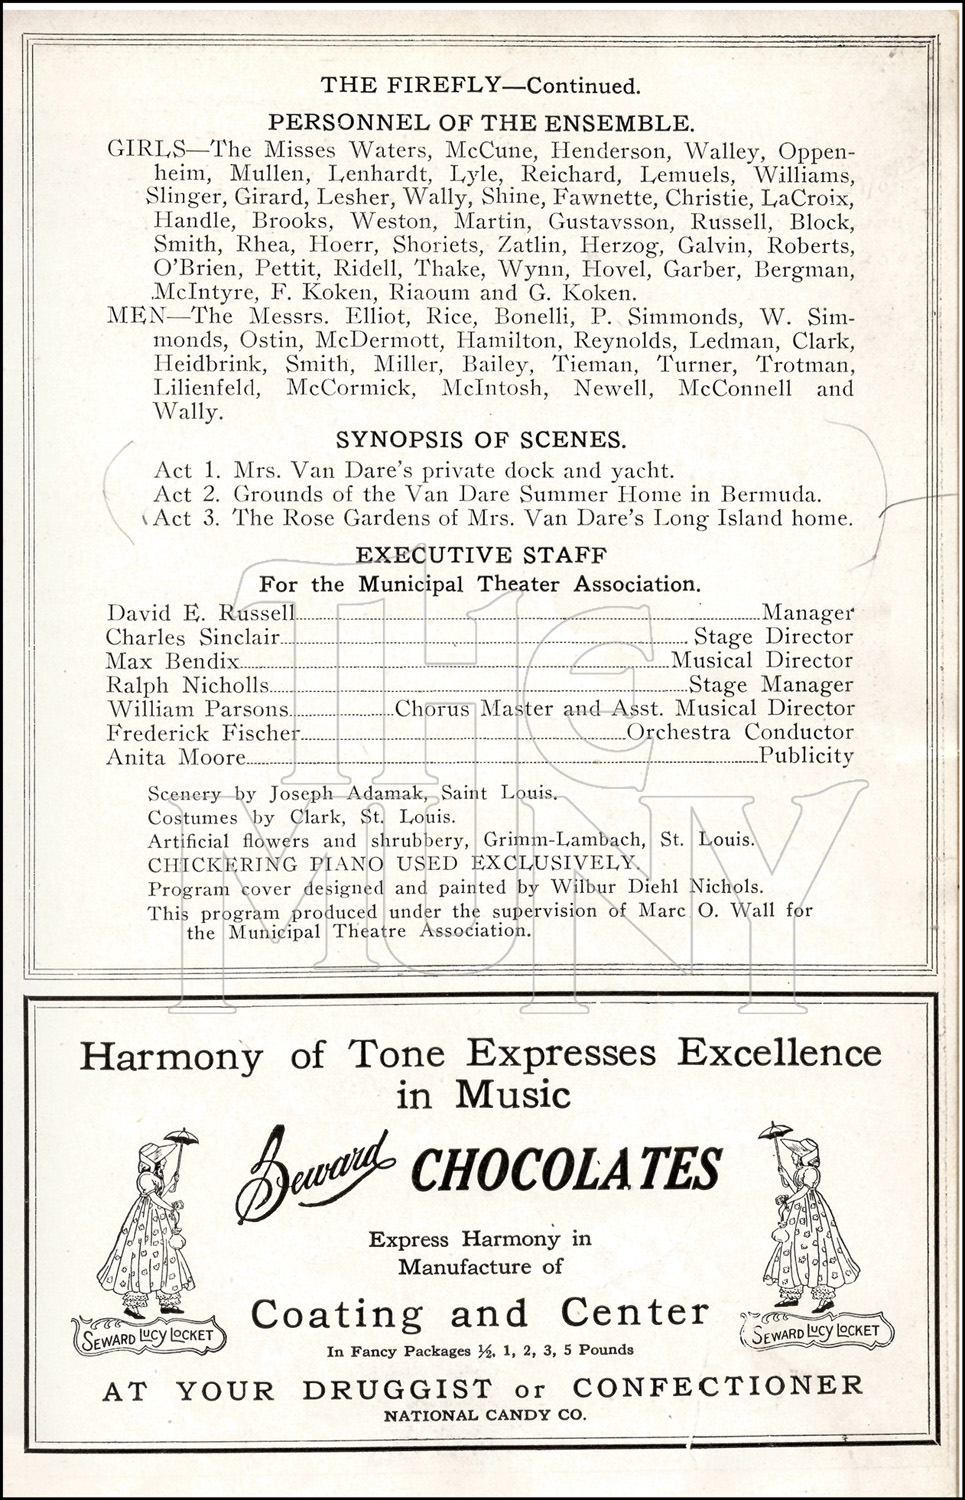 THE FIREFLY—Continued.
PERSONNEL OF THE ENSEMBLE.
GIRLS—The Misses Waters, McCune, Henderson, Walley, Oppen-
heim, Mullen, Lenhardt, Lyle, Reichard, Lemuels, Williams,
Slinger, Girard, Lesher, Wally, Shine, Fawnette, Christie, LaCroix,
Handle, Brooks, Weston, Martin, Gustavsson, Russell, Block,
Smith, Rhea, Hoerr, Shoriets, Zatlin, Herzog, Galvin, Roberts,
O'Brien, Pettit, Ridell, Thake, Wynn, Hovel, Garber, Bergman,
McIntyre, F. Koken, Riaoum and G. Koken.
MEN—The Messrs. Elliot, Rice, Bonelli, P. Simmonds, W. Sim-
monds, Ostin, McDermott, Hamilton, Reynolds, Ledman, Clark,
Heidbrink, Smith, Miller, Bailey, Tieman, Turner, Trotman,
Lilienfeld, McCormick, McIntosh, Newell, McConnell and
Wally.
SYNOPSIS OF SCENES.
Act 1. Mrs. Van Dare's private dock and yacht.
Act 2. Grounds of the Van Dare Summer Home in Bermuda.
Act 3. The Rose Gardens of Mrs. Van Dare's Long Island home.
EXECUTIVE STAFF
For the Municipal Theater Association.
David E. Russell Manager
Charles Sinclair Stage Director
Max Bendix Musical Director
Ralph Nicholls Stage Manager
William Parsons Chorus Master and Asst. Musical Director
Frederick Fischer Orchestra Conductor
Anita Moore Publicity
Scenery by Joseph Adamak, Saint Louis.
Costumes by Clark, St. Louis.
Artificial flowers and shrubbery, Grimm-Lambach, St. Louis.
CHICKERING PIANO USED EXCLUSIVELY.
Program cover designed and painted by Wilbur Diehl Nichols.
This program produced under the supervision of Marc O. Wall for
the Municipal Theatre Association.
THE
MUNY
Harmony of Tone Expresses Excellence
in Music
Seward CHOCOLATES
Express Harmony in
Manufacture of
Coating and Center
In Fancy Packages ½, 1, 2, 3, 5 Pounds
SEWARD LUCY LOCKET
SEWARD LUCY LOCKET
AT YOUR DRUGGIST or CONFECTIONER
NATIONAL CANDY CO.